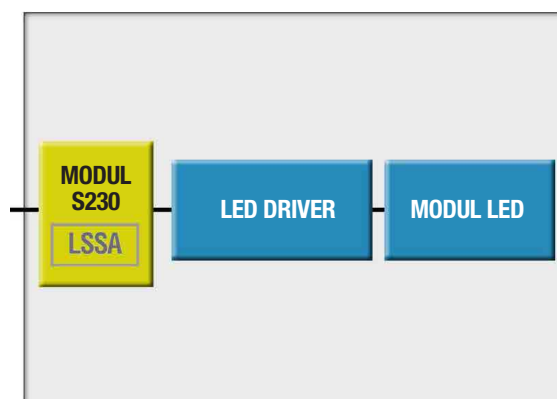 MODUL
S230
LSSA
LED DRIVER
MODUL LED